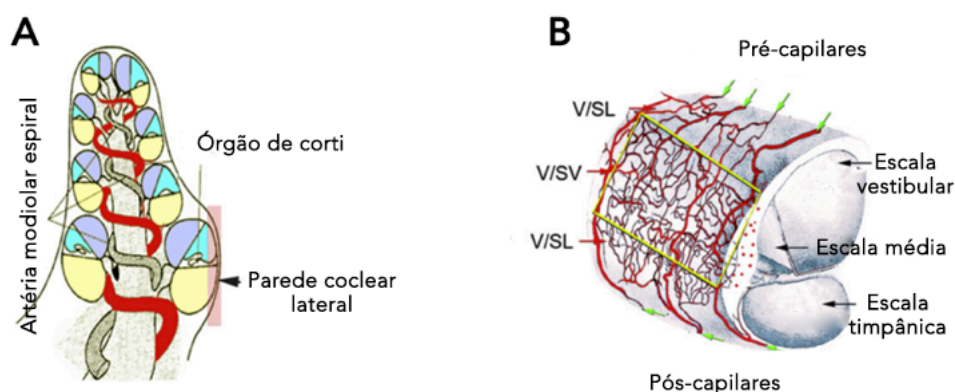 A
Artéria modiolar espiral
Órgão de corti
Parede coclear
lateral
B
Pré-capilares
V/SL
V/SV
V/SL
Escala
vestibular
Escala média
Escala
timpânica
Pós-capilares